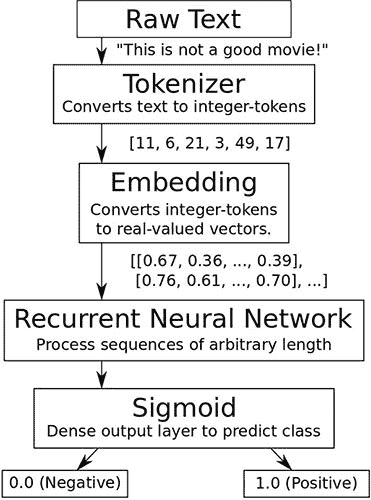 Raw Text
"This is not a good movie!"
Tokenizer
Converts text to integer-tokens
[11, 6, 21, 3, 49, 17]
Embedding
Converts integer-tokens
to real-valued vectors.
[[0.67, 0.36, ..., 0.39],
[0.76, 0.61, ..., 0.70], ...]
Recurrent Neural Network
Process sequences of arbitrary length
Sigmoid
Dense output layer to predict class
0.0 (Negative)
1.0 (Positive)